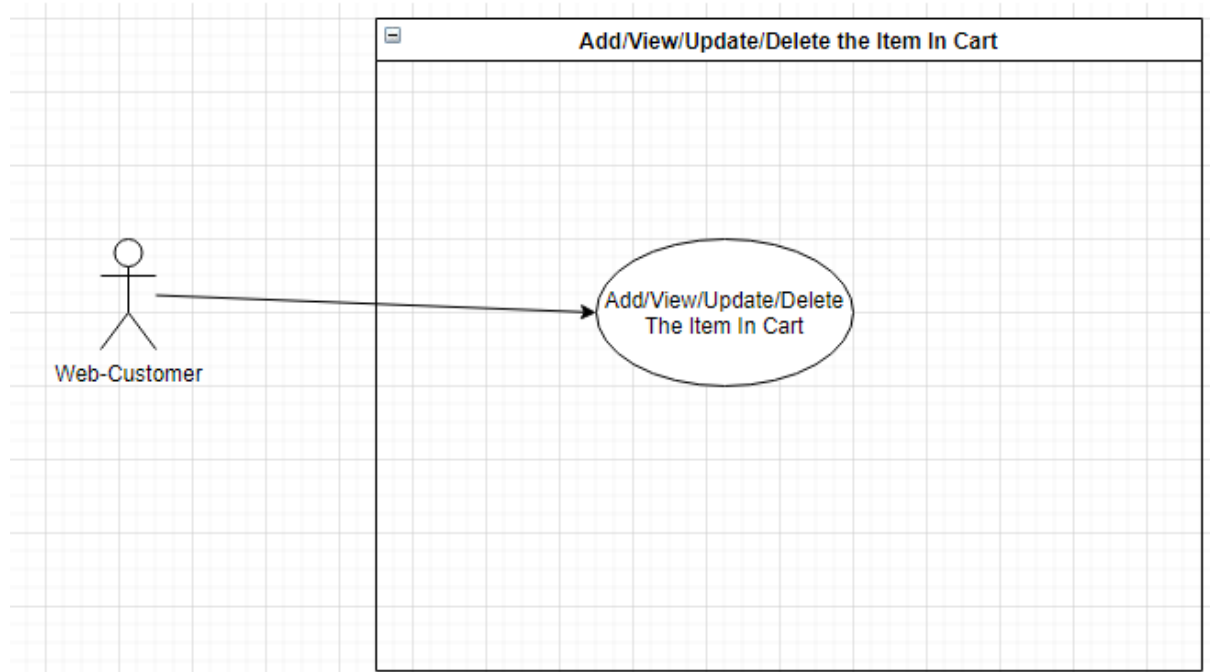 Add/View/Update/Delete the Item In Cart
Add/View/Update/Delete
The Item In Cart
Web-Customer